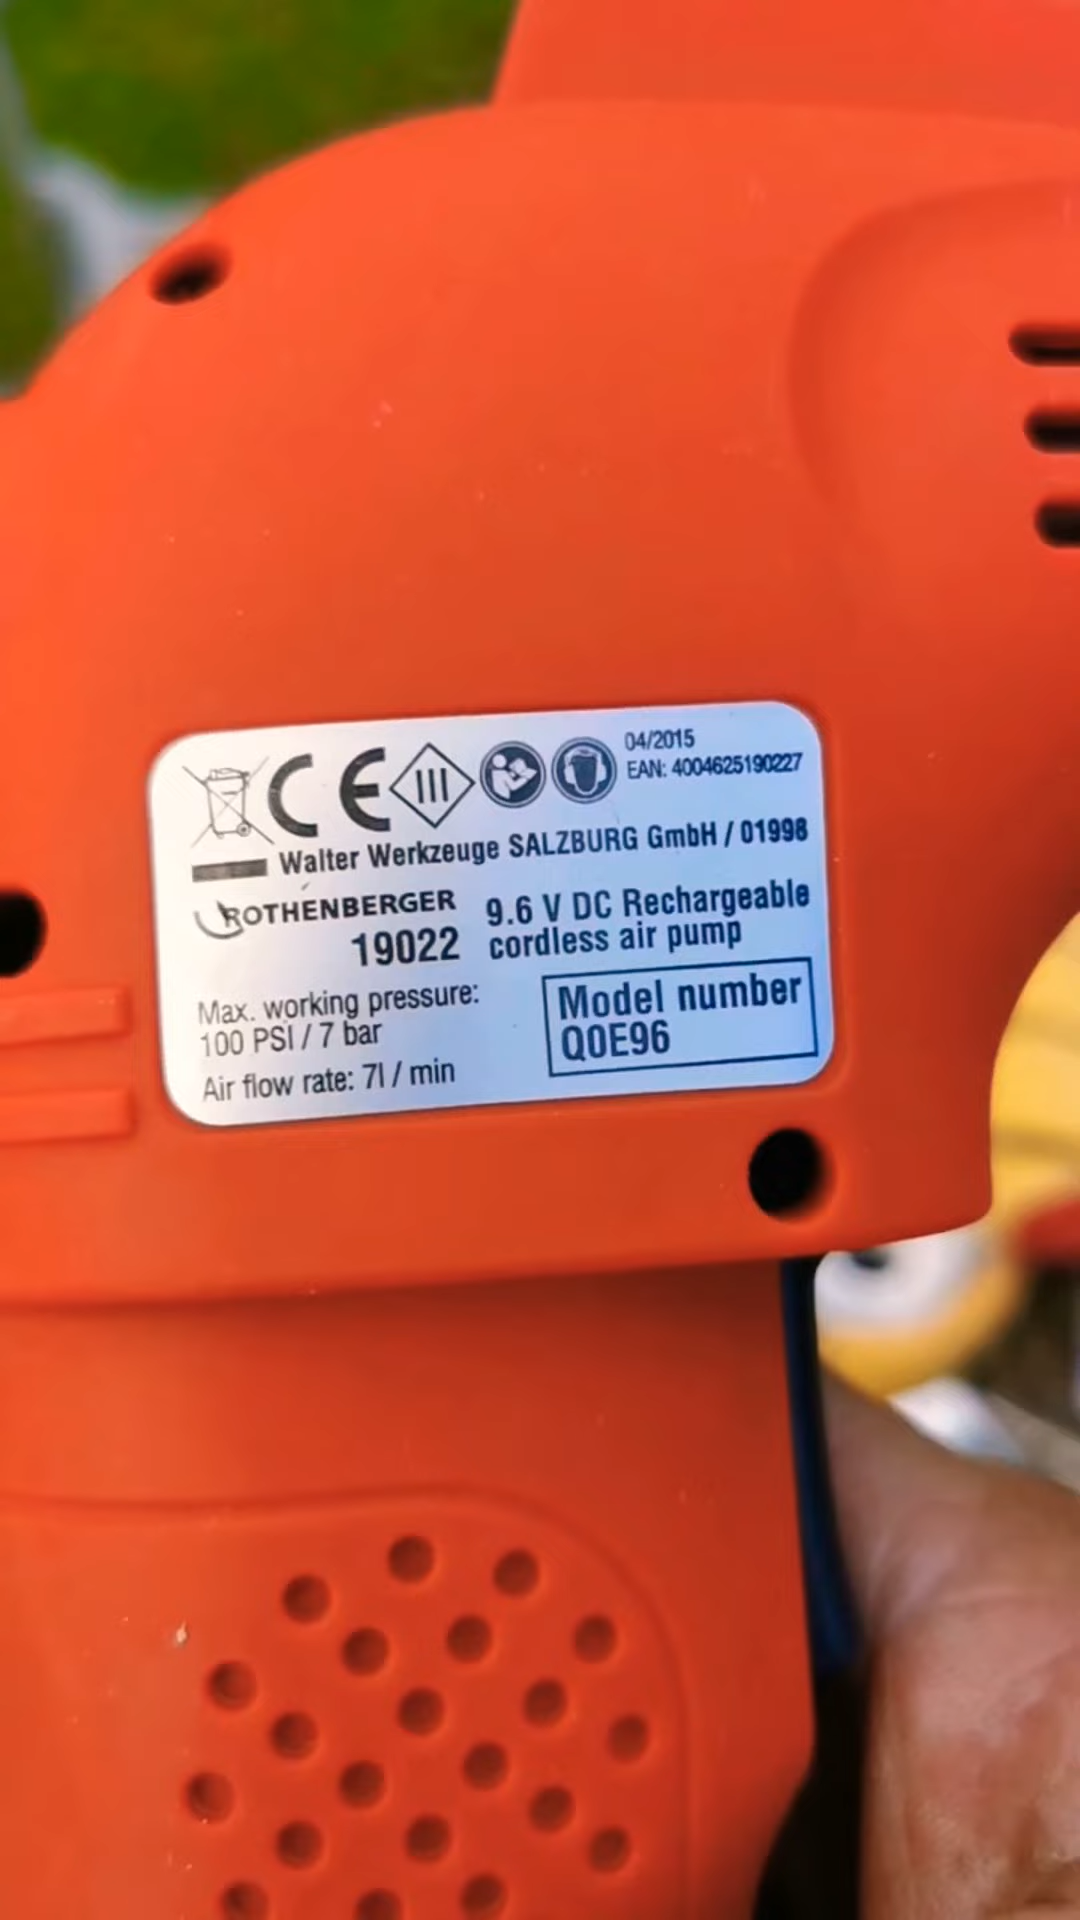 04/2015
EAN: 4004625190227
Walter Werkzeuge SALZBURG GmbH / 01998
ROTHENBERGER
19022
9.6 V DC Rechargeable
cordless air pump
Max. working pressure:
100 PSI / 7 bar
Air flow rate: 7l / min
Model number
Q0E96